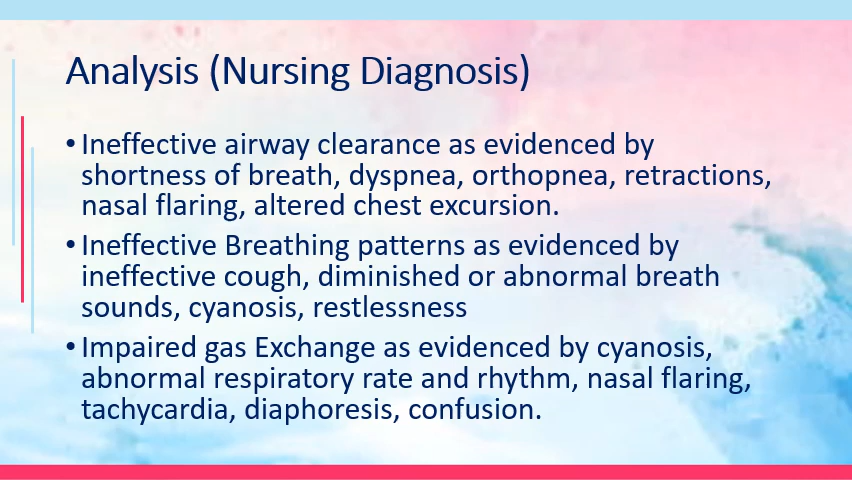 Analysis (Nursing Diagnosis)
• Ineffective airway clearance as evidenced by
shortness of breath, dyspnea, orthopnea, retractions,
nasal flaring, altered chest excursion.
• Ineffective Breathing patterns as evidenced by
ineffective cough, diminished or abnormal breath
sounds, cyanosis, restlessness
• Impaired gas Exchange as evidenced by cyanosis,
abnormal respiratory rate and rhythm, nasal flaring,
tachycardia, diaphoresis, confusion.